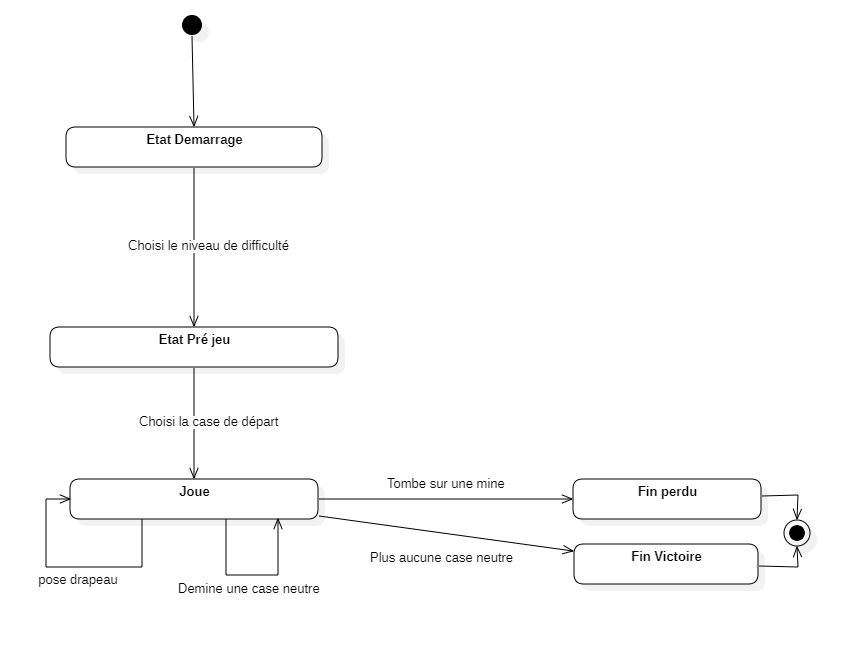 Etat Demarrage
Choisi le niveau de difficulté
Etat Pré jeu
Choisi la case de départ
Joue
Tombe sur une mine
Fin perdu
Plus aucune case neutre
Fin Victoire
pose drapeau
Demine une case neutre